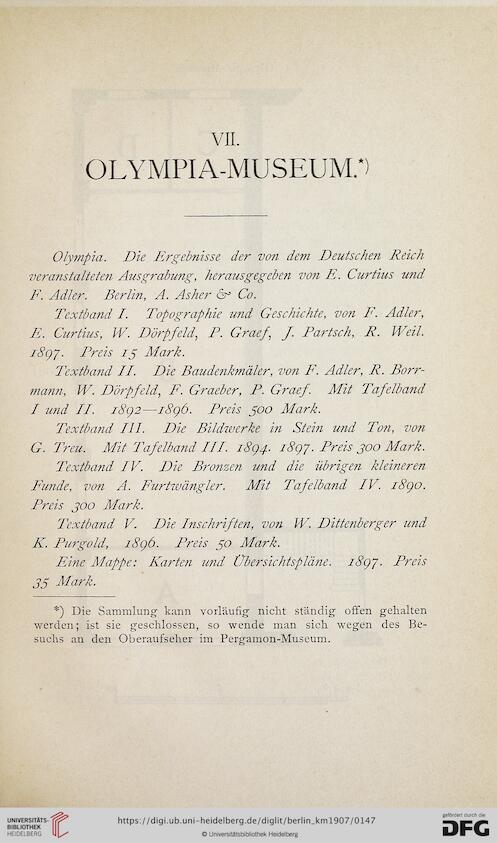 VII.
OLYMPIA-MUSEUM.*)
Olympia. Die Ergebnisse der von dem Deutschen Reich
veranstalteten Ausgrabung, herausgegeben von E. Curtius und
F. Adler. Berlin, A. Asher & Co.
Textband I. Topographie und Geschichte, von F. Adler,
E. Curtius, W. Dörpfeld, P. Graef, J. Partsch, R. Weil.
1897. Preis 15 Mark.
Textband II. Die Baudenkmäler, von F. Adler, R. Borr-
mann, W. Dörpfeld, F. Graeber, P. Graef. Mit Tafelband
I und II. 1892—1896. Preis 500 Mark.
Textband III. Die Bildwerke in Stein und Ton, von
G. Treu. Mit Tafelband III. 1894. 1897. Preis 300 Mark.
Textband IV. Die Bronzen und die übrigen kleineren
Funde, von A. Furtwängler. Mit Tafelband IV. 1890.
Preis 300 Mark.
Textband V. Die Inschriften, von W. Dittenberger und
K. Purgold, 1896. Preis 50 Mark.
Eine Mappe: Karten und Übersichtspläne. 1897. Preis
35 Mark.
*) Die Sammlung kann vorläufig nicht ständig offen gehalten
werden; ist sie geschlossen, so wende man sich wegen des Be-
suchs an den Oberaufseher im Pergamon-Museum.
UNIVERSITÄTS-
BIBLIOTHEK
HEIDELBERG
https://digi.ub.uni-heidelberg.de/diglit/berlin_km1907/0147
© Universitätsbibliothek Heidelberg
gefördert durch die
DFG